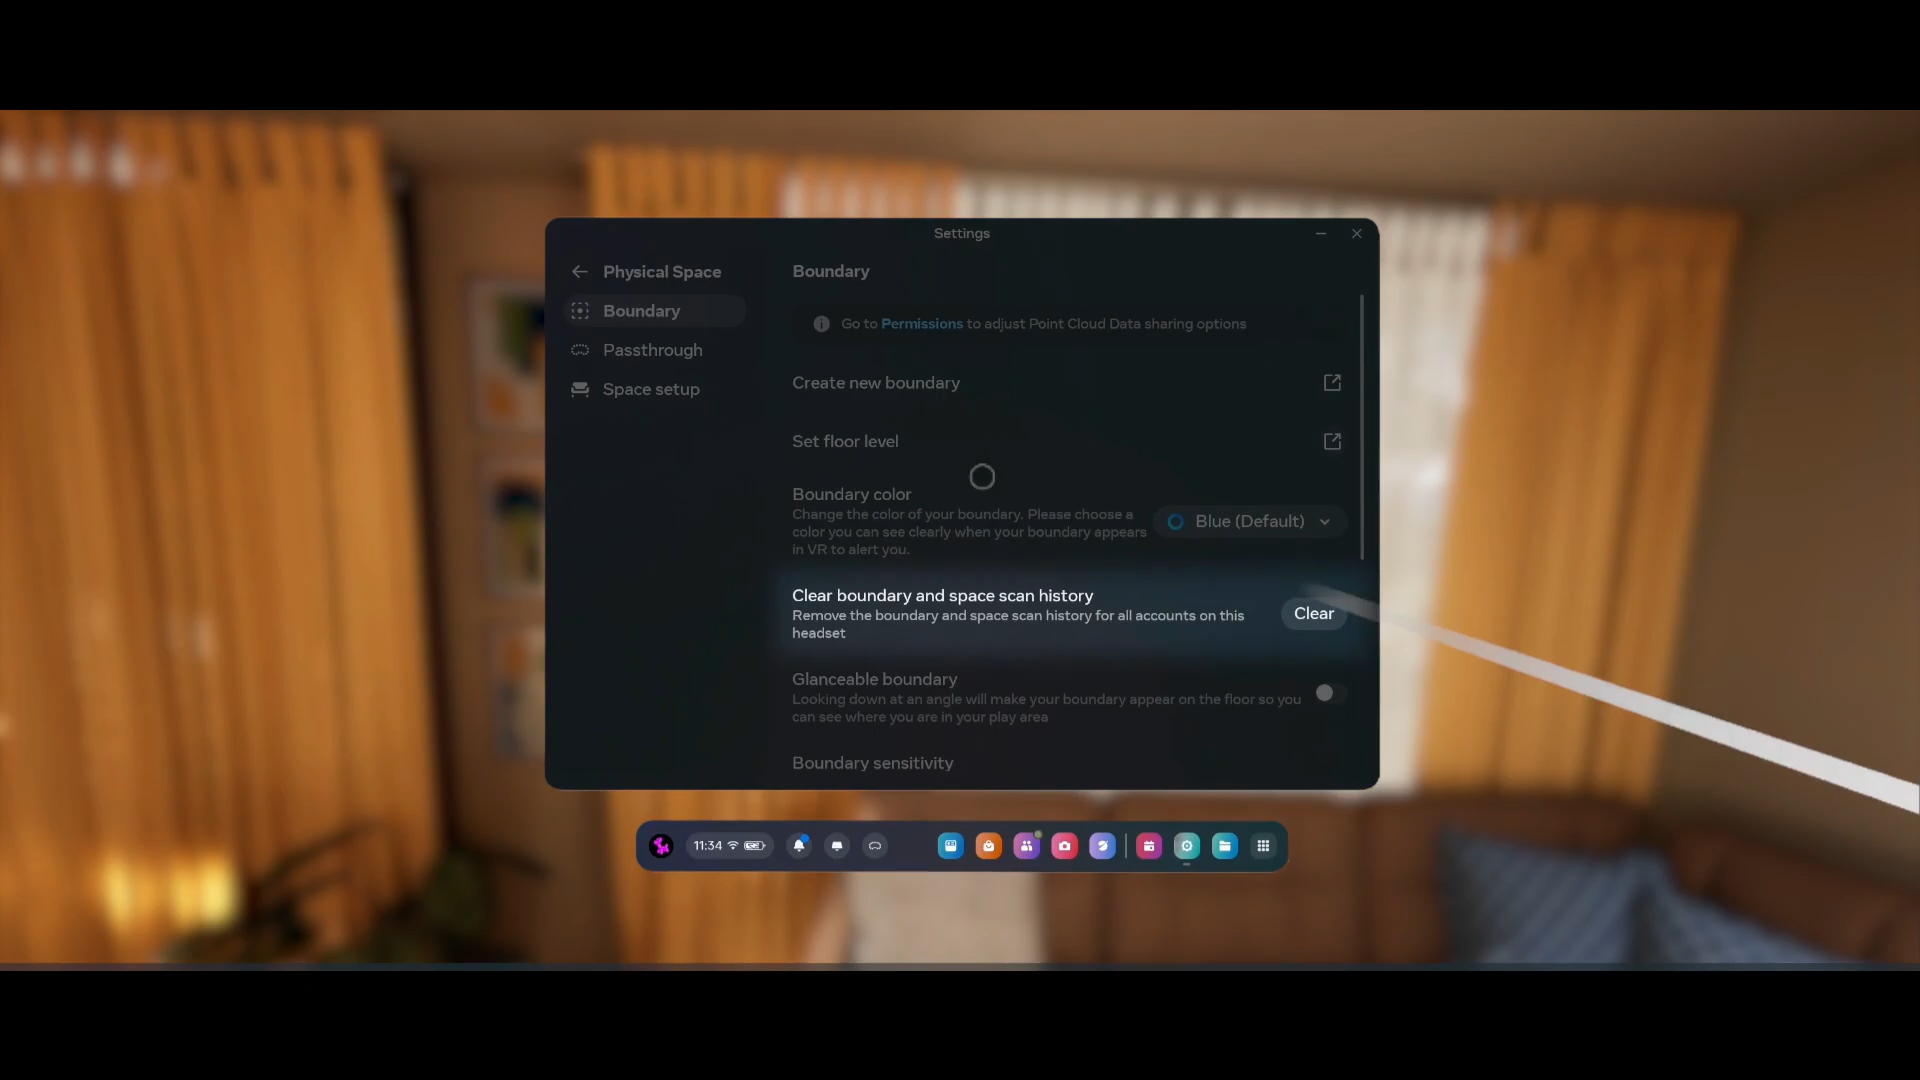 Settings
Physical Space
Boundary
Passthrough
Space setup
Boundary
Go to Permissions to adjust Point Cloud Data sharing options
Create new boundary
Set floor level
Boundary color
Change the color of your boundary. Please choose a
color you can see clearly when your boundary appears
in VR to alert you.
Blue (Default)
Clear boundary and space scan history
Remove the boundary and space scan history for all accounts on this
headset
Clear
Glanceable boundary
Looking down at an angle will make your boundary appear on the floor so you
can see where you are in your play area
Boundary sensitivity
11:34